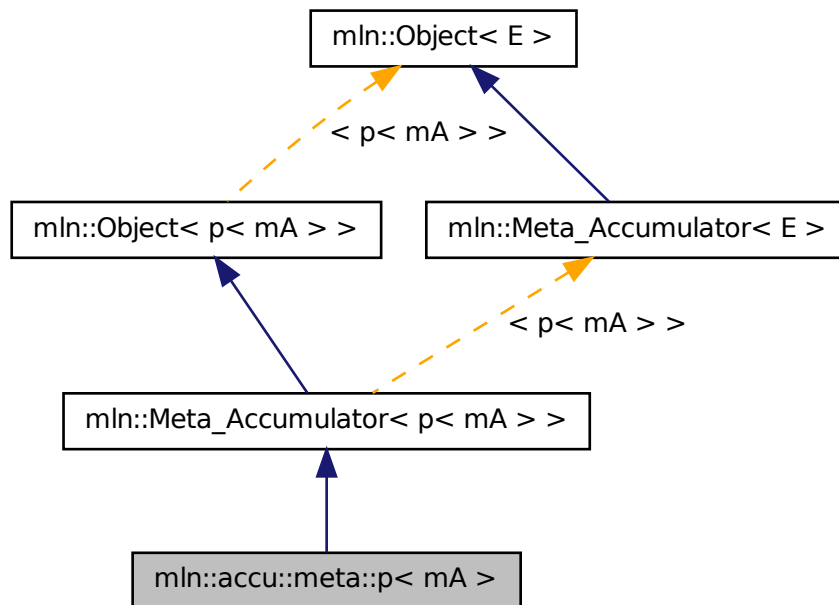 mln::Object< E >
< p< mA > >
mln::Object< p< mA > >
mln::Meta_Accumulator< E >
< p< mA > >
mln::Meta_Accumulator< p< mA > >
mln::accu::meta::p< mA >